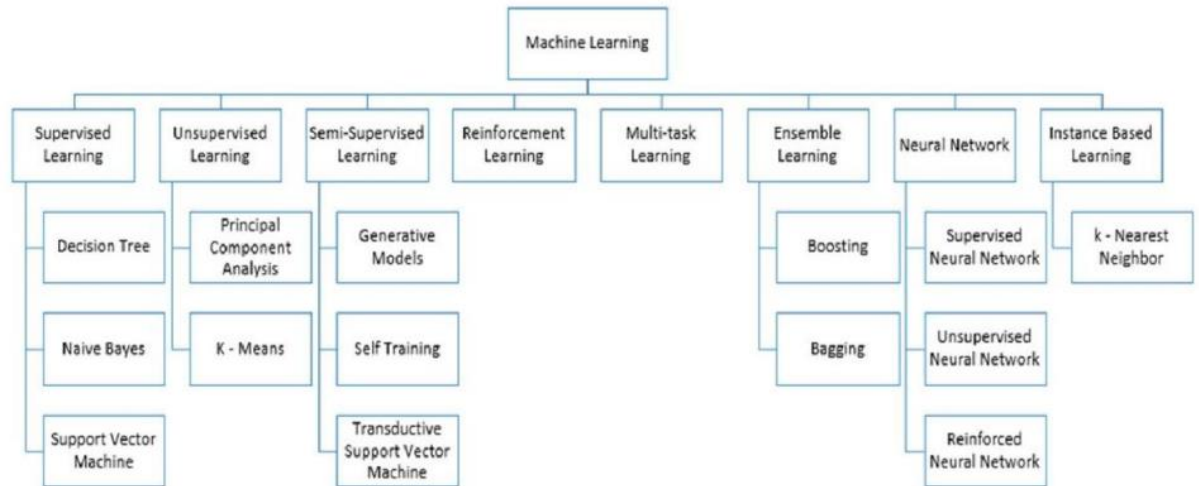 Machine Learning
Supervised
Learning
Unsupervised
Learning
Semi-Supervised
Learning
Reinforcement
Learning
Multi-task
Learning
Ensemble
Learning
Neural Network
Instance Based
Learning
Decision Tree
Principal
Component
Analysis
Generative
Models
Boosting
Supervised
Neural Network
k - Nearest
Neighbor
Naive Bayes
K - Means
Self Training
Bagging
Unsupervised
Neural Network
Support Vector
Machine
Transductive
Support Vector
Machine
Reinforced
Neural Network